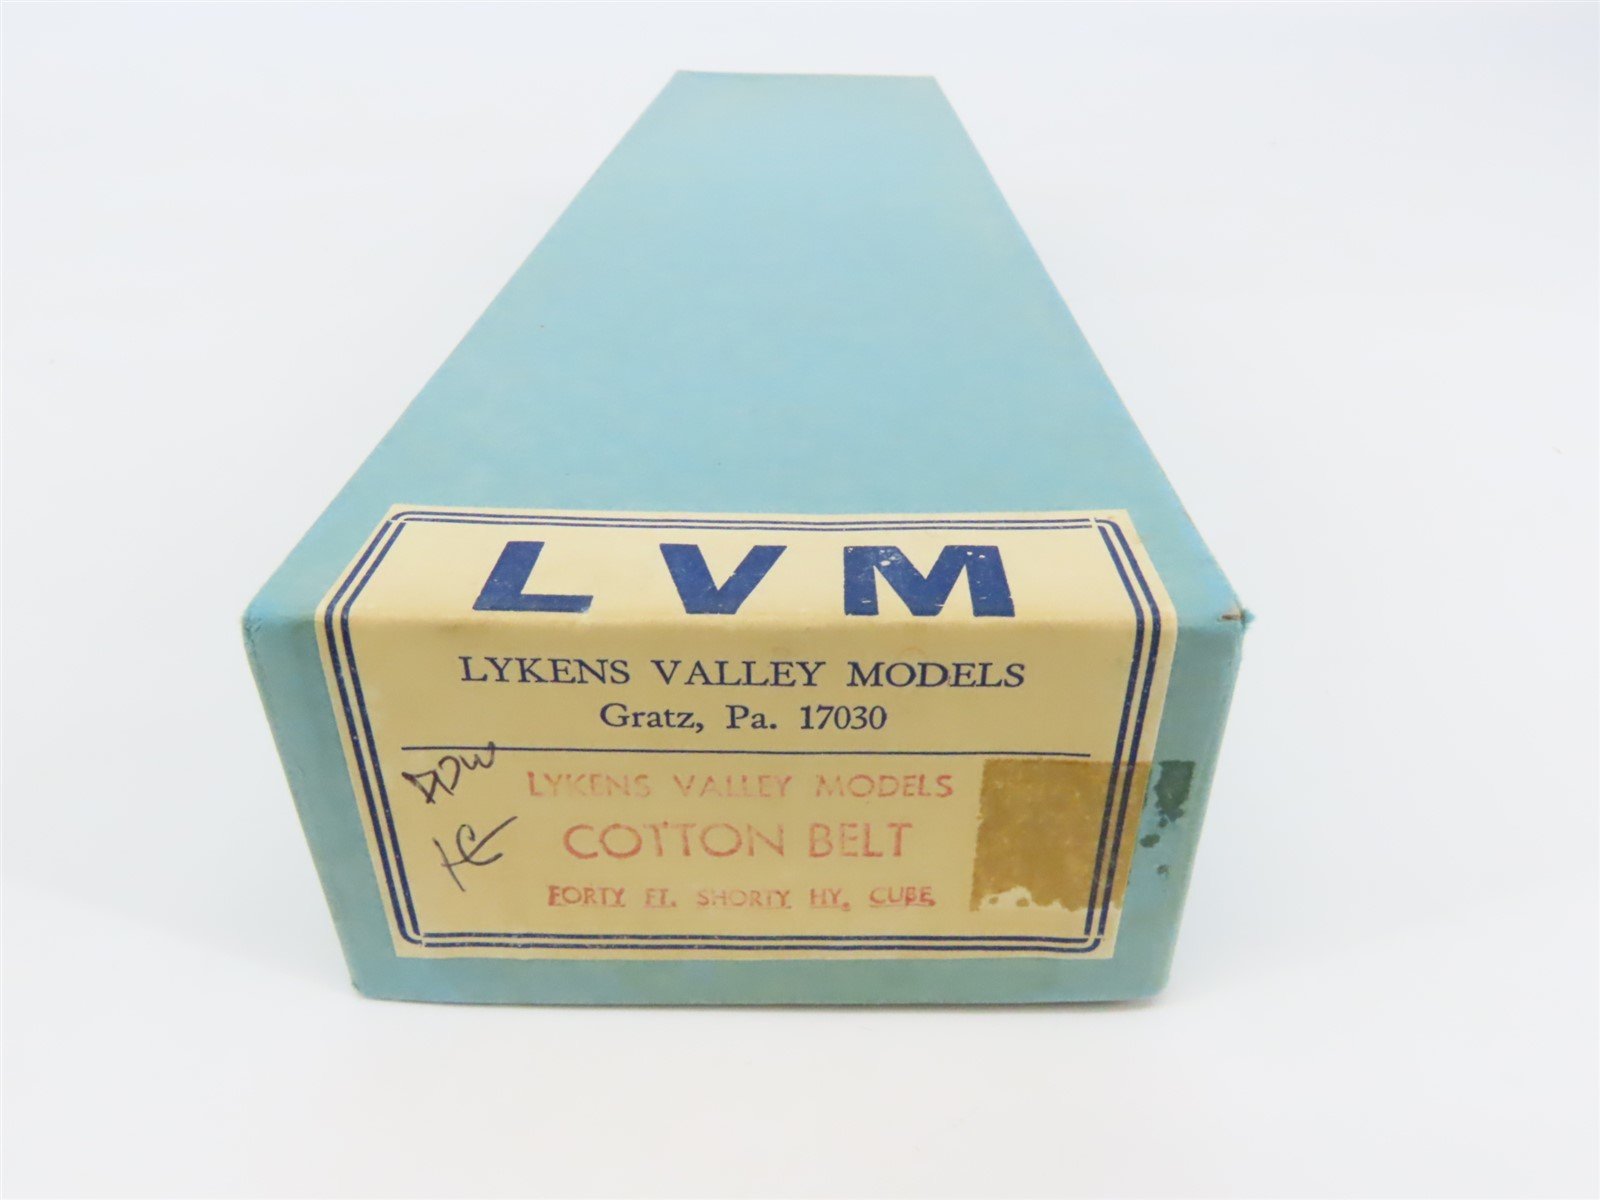 LVM
LYKENS VALLEY MODELS
Gratz, Pa. 17030
LYKENS VALLEY MODELS
COTTON BELT
FORTY FT. SHORTY HY. CUBE